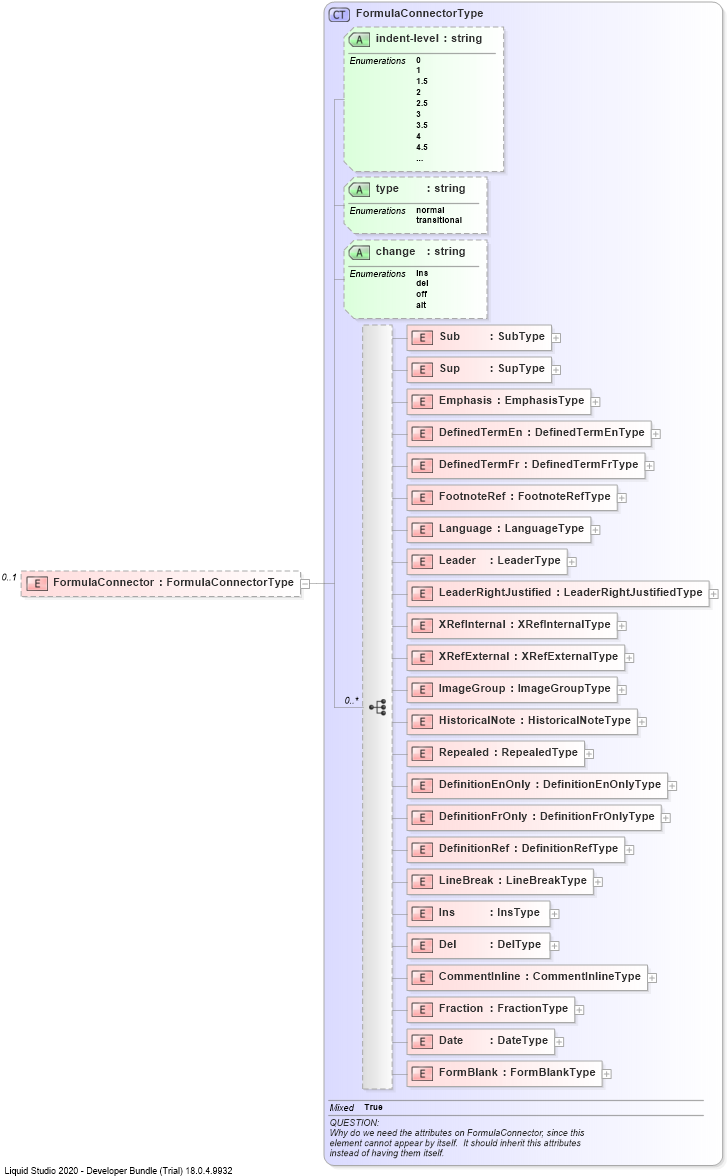 CT FormulaConnectorType
A indent-level : string
Enumerations 0
1
1.5
2
2.5
3
3.5
4
4.5
...
A type : string
Enumerations normal
transitional
A change : string
Enumerations ins
del
off
alt
E Sub : SubType
E Sup : SupType
E Emphasis : EmphasisType
E DefinedTermEn : DefinedTermEnType
E DefinedTermFr : DefinedTermFrType
E FootnoteRef : FootnoteRefType
E Language : LanguageType
E Leader : LeaderType
0..1
E FormulaConnector : FormulaConnectorType
E LeaderRightJustified : LeaderRightJustifiedType
E XRefInternal : XRefInternalType
E XRefExternal : XRefExternalType
E ImageGroup : ImageGroupType
0..*
E HistoricalNote : HistoricalNoteType
E Repealed : RepealedType
E DefinitionEnOnly : DefinitionEnOnlyType
E DefinitionFrOnly : DefinitionFrOnlyType
E DefinitionRef : DefinitionRefType
E LineBreak : LineBreakType
E Ins : InsType
E Del : DelType
E CommentInline : CommentInlineType
E Fraction : FractionType
E Date : DateType
E FormBlank : FormBlankType
Mixed True
QUESTION:
Why do we need the attributes on FormulaConnector, since this
element cannot appear by itself. It should inherit this attributes
instead of having them itself.
Liquid Studio 2020 - Developer Bundle (Trial) 18.0.4.9932